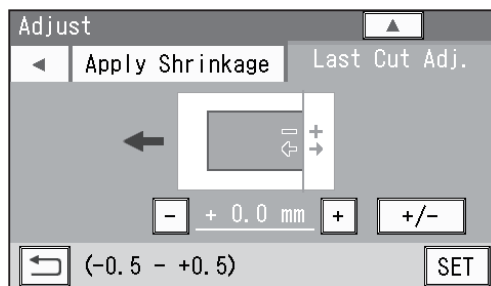 Adjust ▲
◄ Apply Shrinkage Last Cut Adj.
− +
- + 0.0 mm + +/-
(-0.5 - +0.5) SET